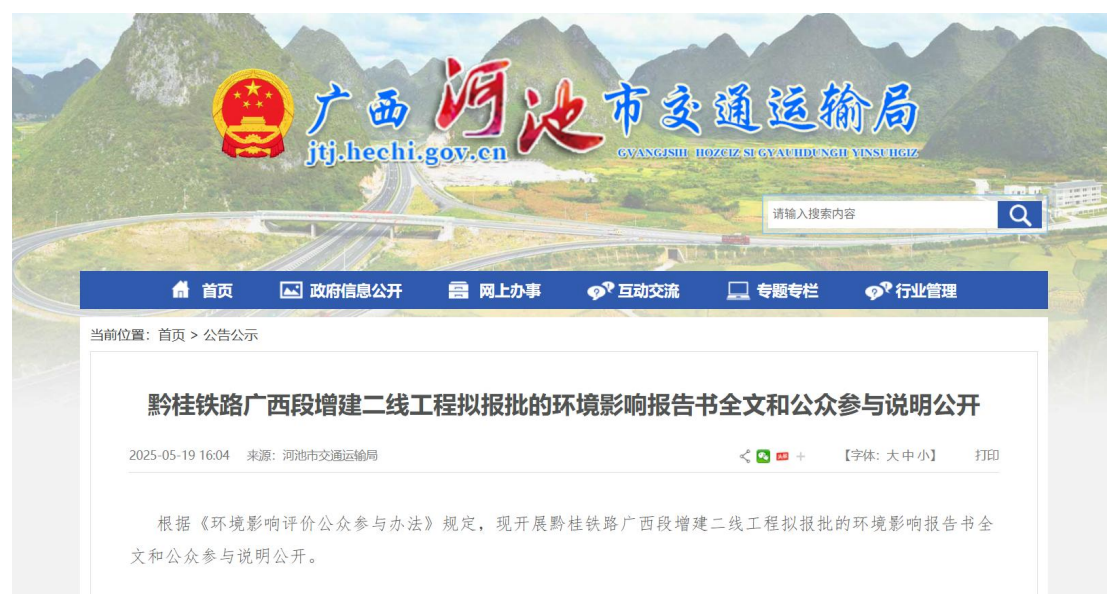 广西河池市交通运输局
jtj.hechi.gov.cn
GVANGJSIH HOZCIZ SI GYAUHDUNGH YINSUHGIZ
请输入搜索内容
首页 政府信息公开 网上办事 互动交流 专题专栏 行业管理
当前位置：首页 > 公告公示
黔桂铁路广西段增建二线工程拟报批的环境影响报告书全文和公众参与说明公开
2025-05-19 16:04 来源：河池市交通运输局 【字体：大 中 小】 打印
根据《环境影响评价公众参与办法》规定，现开展黔桂铁路广西段增建二线工程拟报批的环境影响报告书全
文和公众参与说明公开。